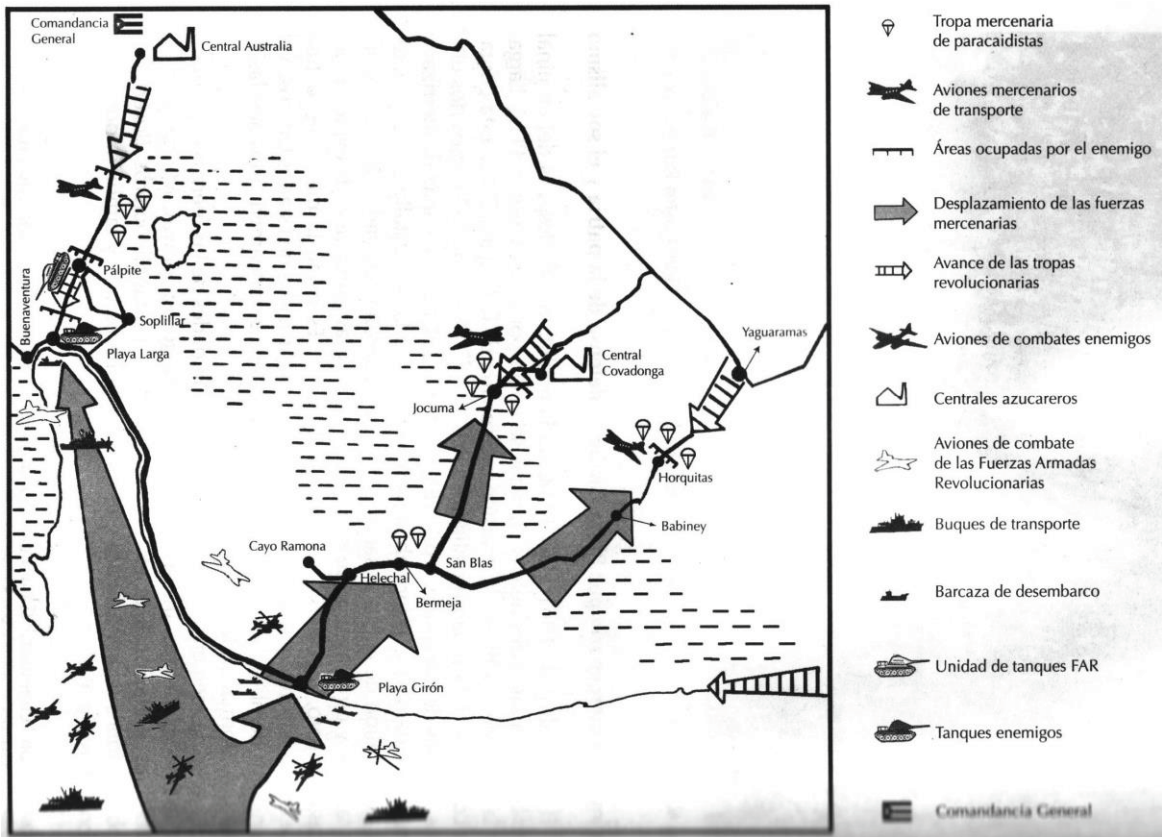 Comandancia
General
Central Australia
Pálpite
Buenaventura
Soplillar
Playa Larga
Central
Covadonga
Yaguaramas
Jocuma
Horquitas
Babiney
Cayo Ramona
Helechal
San Blas
Bermeja
Playa Girón
Tropa mercenaria
de paracaidistas
Aviones mercenarios
de transporte
Áreas ocupadas por el enemigo
Desplazamiento de las fuerzas
mercenarias
Avance de las tropas
revolucionarias
Aviones de combates enemigos
Centrales azucareros
Aviones de combate
de las Fuerzas Armadas
Revolucionarias
Buques de transporte
Barcaza de desembarco
Unidad de tanques FAR
Tanques enemigos
Comandancia General